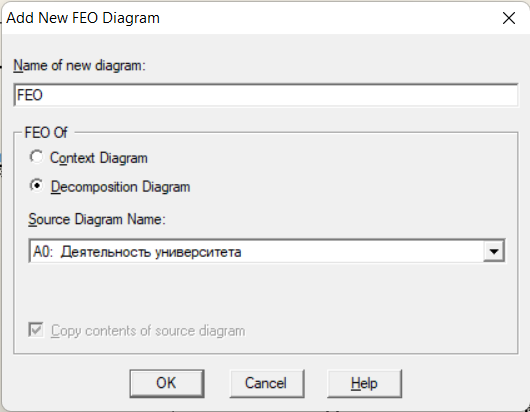 Add New FEO Diagram
Name of new diagram:
FEO
FEO Of
Context Diagram
Decomposition Diagram
Source Diagram Name:
A0: Деятельность университета
Copy contents of source diagram
OK Cancel Help